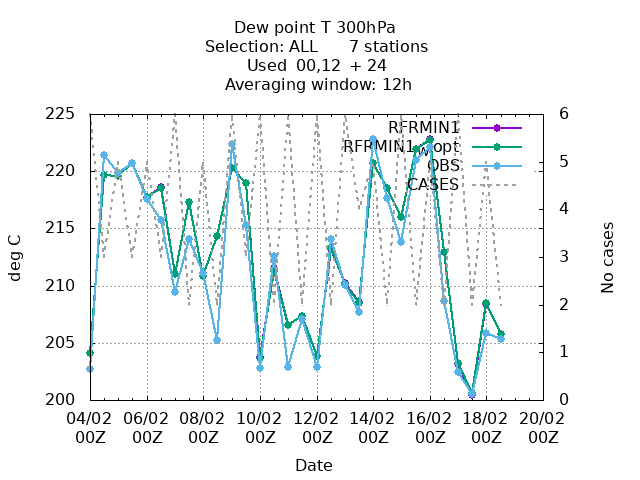 Dew point T 300hPa
Selection: ALL      7 stations
Used  00,12  + 24
Averaging window: 12h
225
220
215
210
205
200
6
5
4
3
2
1
0
deg C
No cases
RFRMIN1
RFRMIN1_wopt
OBS
CASES
04/02 06/02 08/02 10/02 12/02 14/02 16/02 18/02 20/02
00Z 00Z 00Z 00Z 00Z 00Z 00Z 00Z 00Z
Date